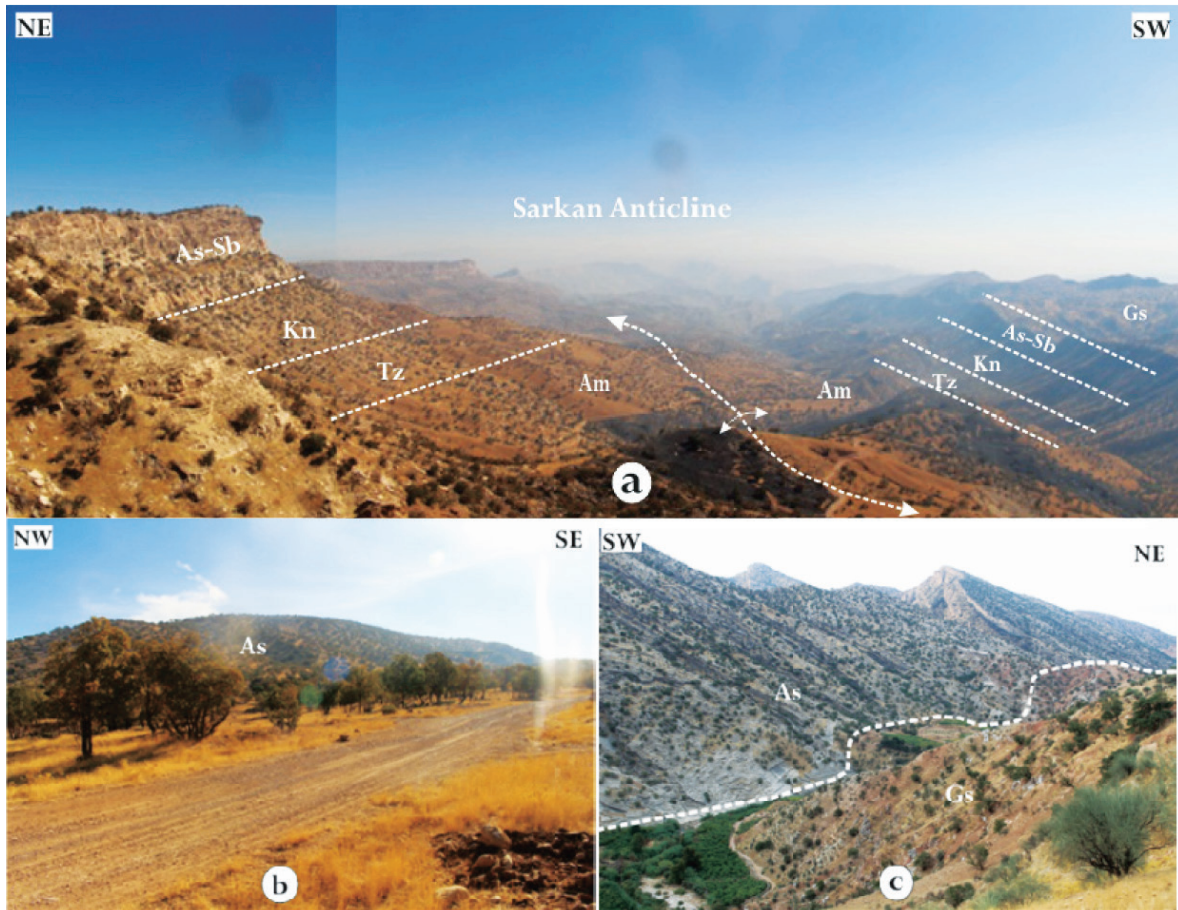 NE
SW
Sarkan Anticline
As-Sb
Gs
Kn
As-Sb
Tz
Kn
Am
Am
Tz
a
NW
SE
As
b
SW
NE
As
Gs
c